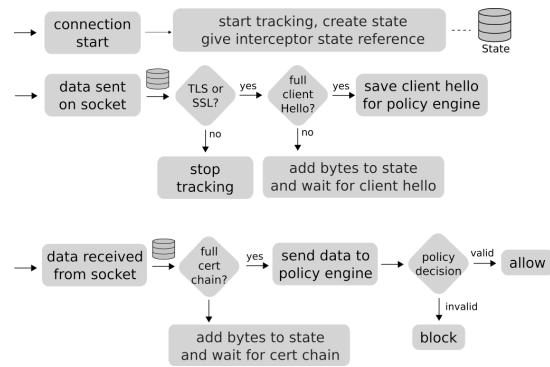 connection
start
start tracking, create state
give interceptor state reference
State
data sent
on socket
TLS or
SSL?
yes
full
client
Hello?
yes
save client hello
for policy engine
no
no
stop
tracking
add bytes to state
and wait for client hello
data received
from socket
full
cert
chain?
yes
send data to
policy engine
policy
decision
valid
allow
invalid
block
add bytes to state
and wait for cert chain